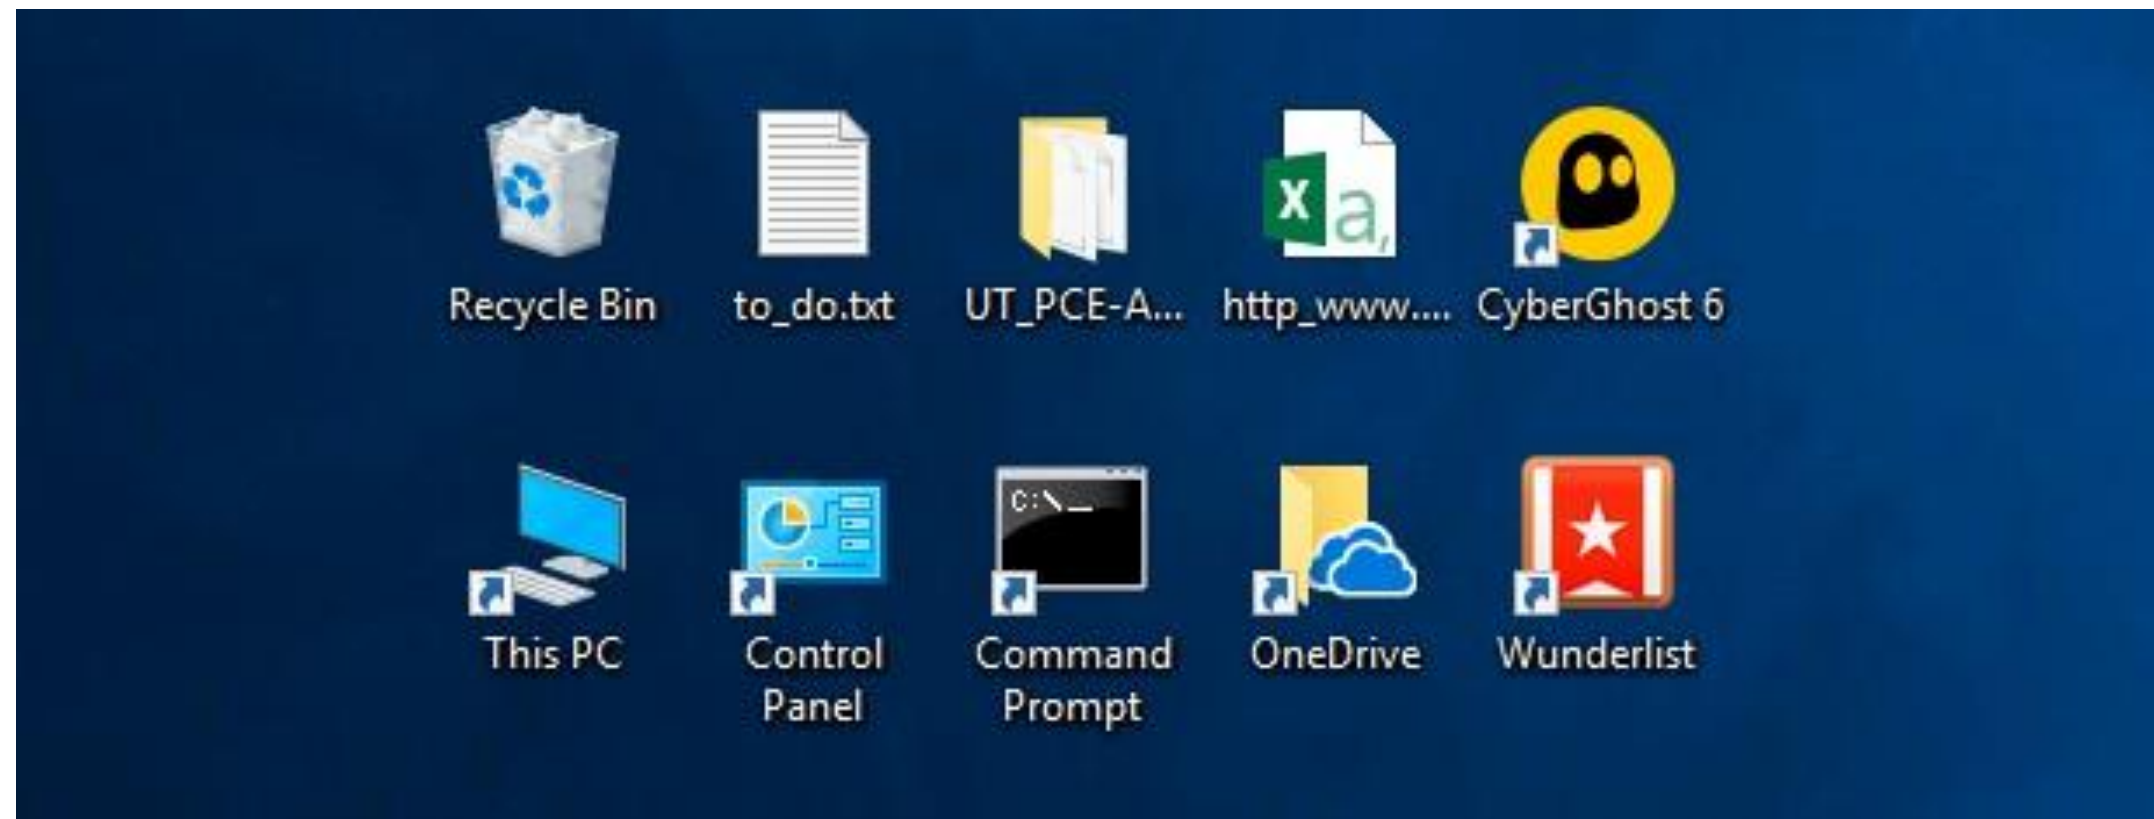 X a,
Recycle Bin to_do.txt UT_PCE-A... http_www.... CyberGhost 6
C:\_
This PC Control Panel Command Prompt OneDrive Wunderlist